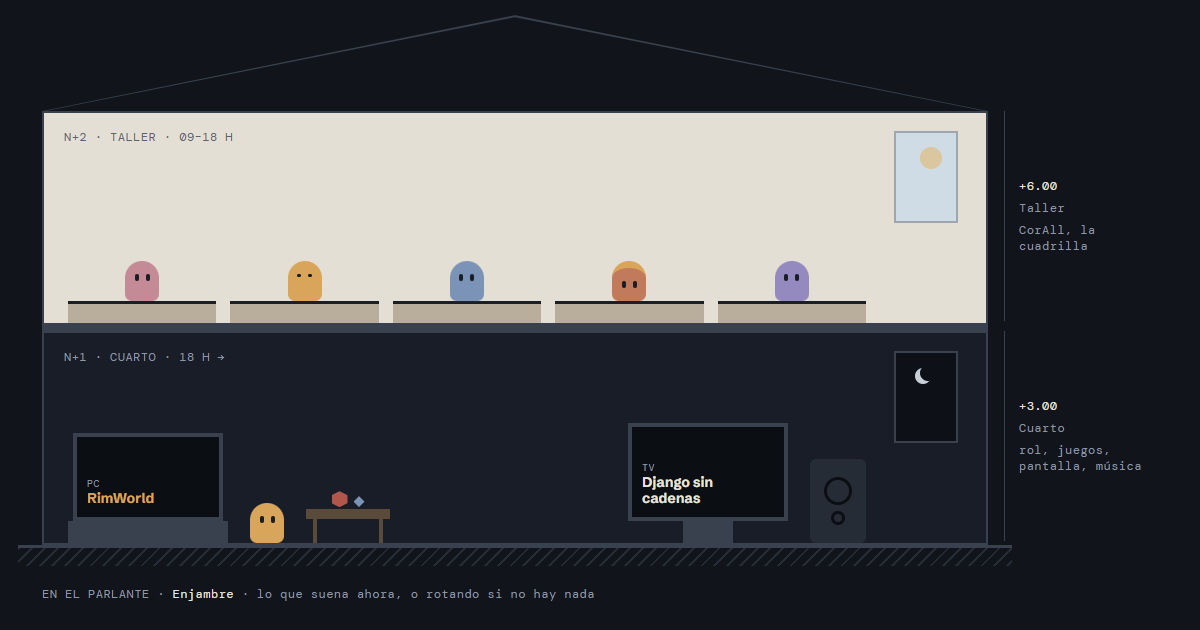 N+2 · TALLER · 09–18 H
+6.00
Taller
CorAll, la
cuadrilla
N+1 · CUARTO · 18 H →
+3.00
Cuarto
rol, juegos,
pantalla, música
PC
RimWorld
TV
Django sin
cadenas
EN EL PARLANTE · Enjambre · lo que suena ahora, o rotando si no hay nada